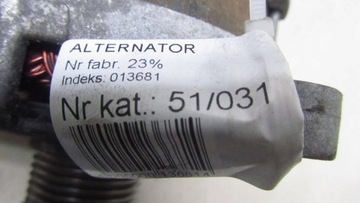 ALTERNATOR
Nr fabr. 23%
Indeks: 013681
Nr kat.: 51/031